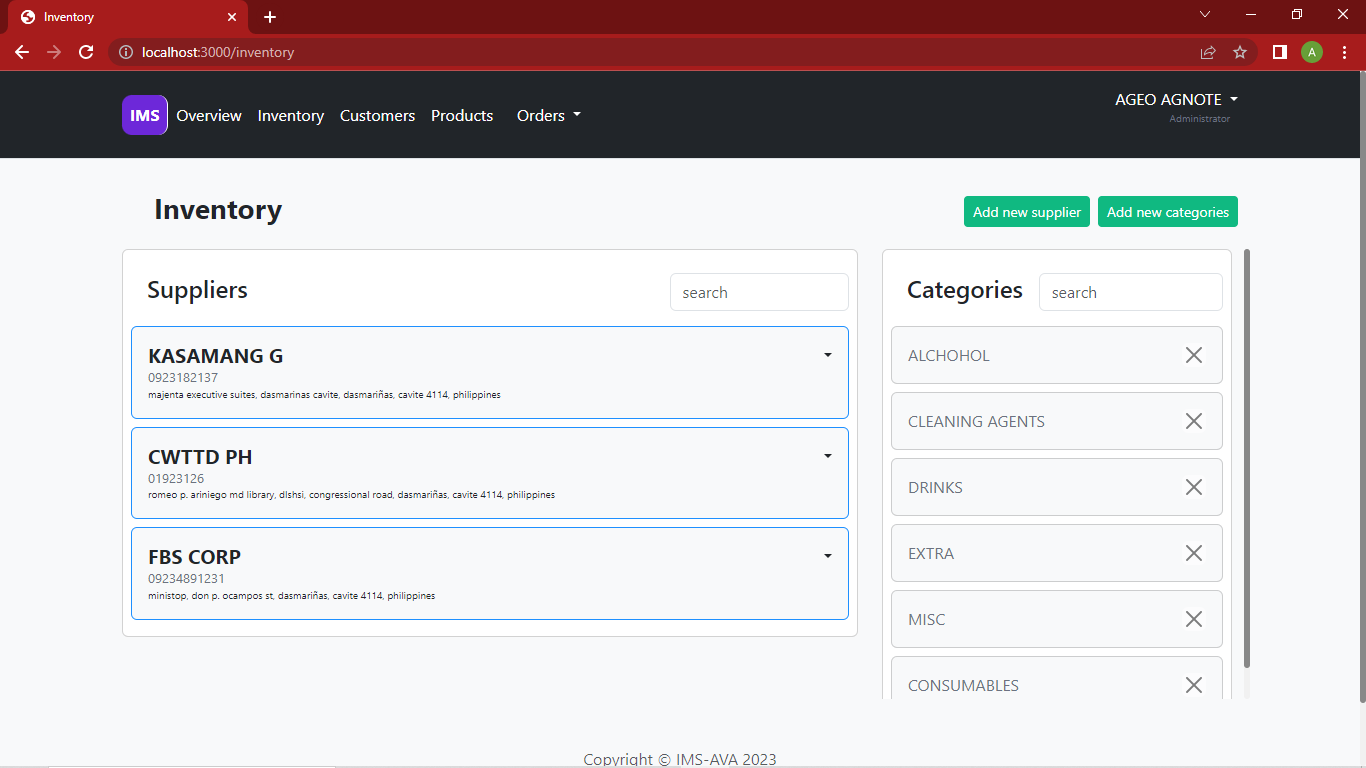 Inventory
localhost:3000/inventory
A
IMS Overview Inventory Customers Products Orders
AGEO AGNOTE
Administrator
Inventory
Add new supplier Add new categories
Suppliers
search
KASAMANG G
0923182137
majenta executive suites, dasmarinas cavite, dasmariñas, cavite 4114, philippines
CWTTD PH
01923126
romeo p. ariniego md library, dlshsi, congressional road, dasmariñas, cavite 4114, philippines
FBS CORP
09234891231
ministop, don p. ocampos st, dasmariñas, cavite 4114, philippines
Categories
search
ALCHOHOL
CLEANING AGENTS
DRINKS
EXTRA
MISC
CONSUMABLES
Copyright © IMS-AVA 2023